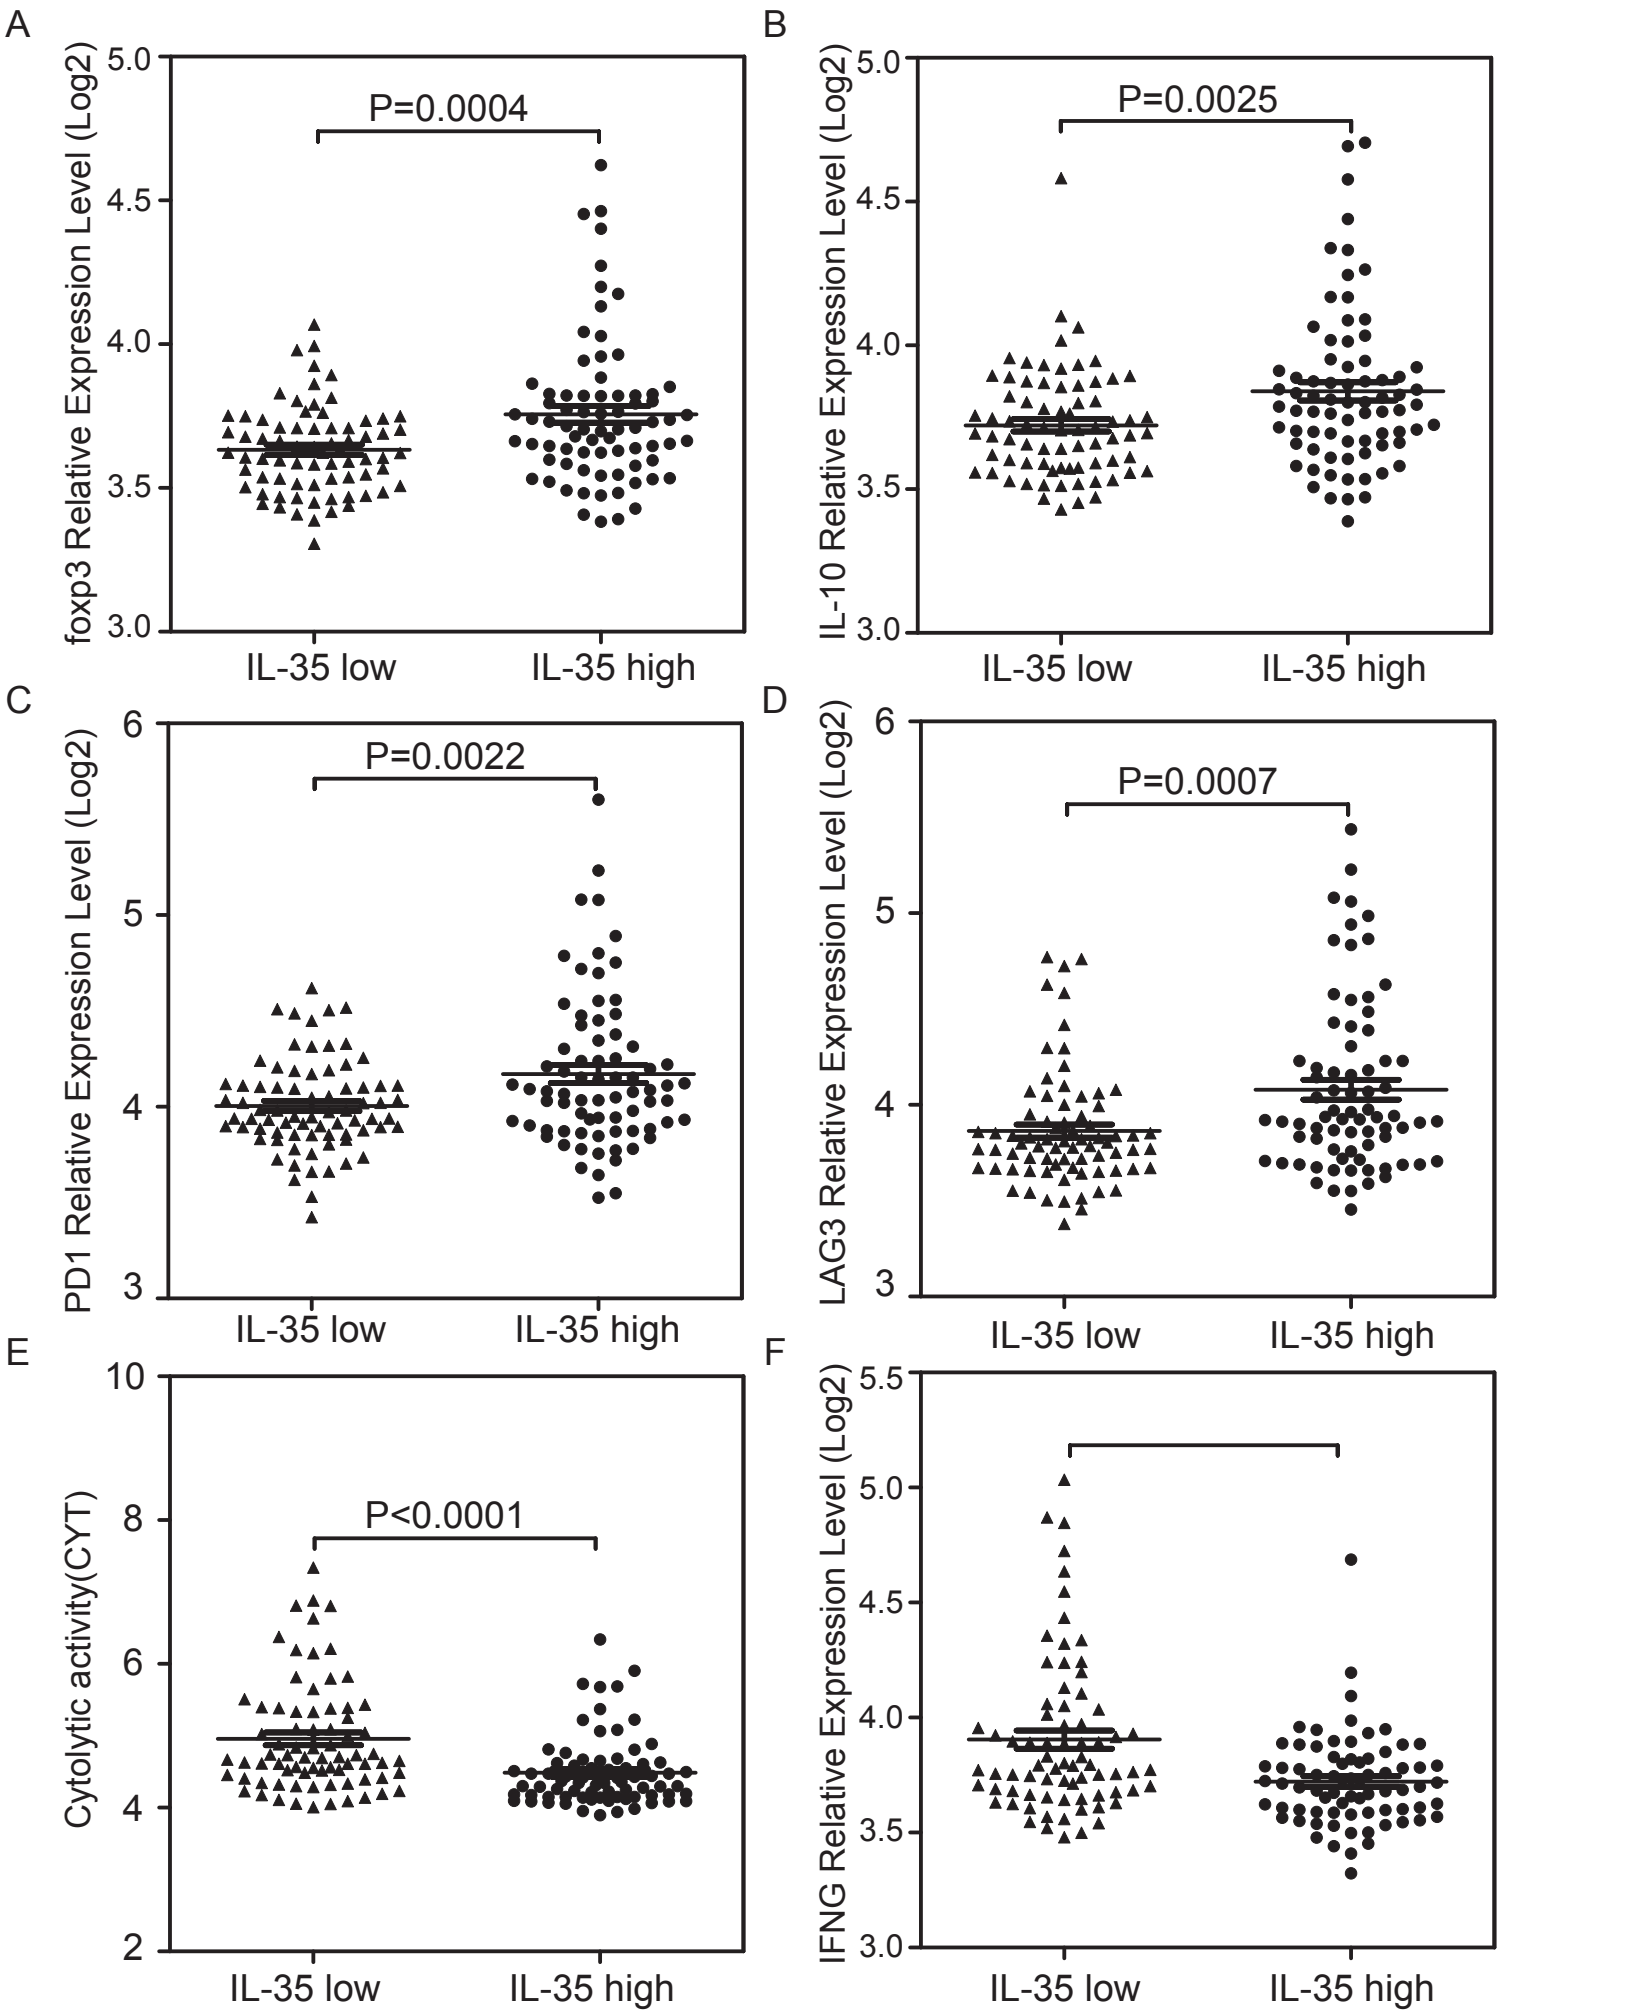 A
foxp3 Relative Expression Level (Log2)
5.0
4.5
4.0
3.5
3.0
P=0.0004
IL-35 low
IL-35 high
B
IL-10 Relative Expression Level (Log2)
5.0
4.5
4.0
3.5
3.0
P=0.0025
IL-35 low
IL-35 high
C
PD1 Relative Expression Level (Log2)
6
5
4
3
P=0.0022
IL-35 low
IL-35 high
D
LAG3 Relative Expression Level (Log2)
6
5
4
3
P=0.0007
IL-35 low
IL-35 high
E
Cytolytic activity(CYT)
10
8
6
4
2
P<0.0001
IL-35 low
IL-35 high
F
IFNG Relative Expression Level (Log2)
5.5
5.0
4.5
4.0
3.5
3.0
IL-35 low
IL-35 high